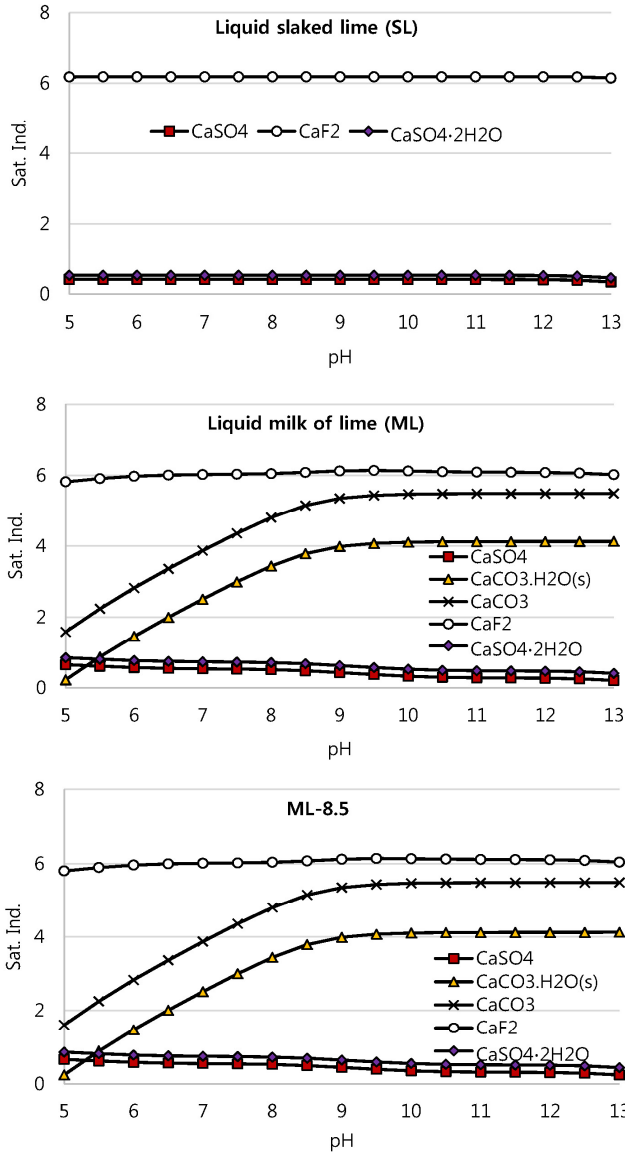 Liquid slaked lime (SL)
8
6
4
2
0
Sat. Ind.
CaSO4 CaF2 CaSO4·2H2O
5 6 7 8 9 10 11 12 13
pH
Liquid milk of lime (ML)
8
6
4
2
0
Sat. Ind.
CaSO4
CaCO3.H2O(s)
CaCO3
CaF2
CaSO4·2H2O
5 6 7 8 9 10 11 12 13
pH
ML-8.5
8
6
4
2
0
Sat. Ind.
CaSO4
CaCO3.H2O(s)
CaCO3
CaF2
CaSO4·2H2O
5 6 7 8 9 10 11 12 13
pH